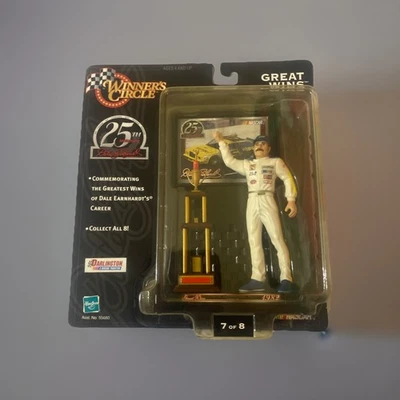 WINNER'S CIRCLE
GREAT WINS
25TH
• COMMEMORATING
THE GREATEST WINS
OF DALE EARNHARDT'S®
CAREER
• COLLECT ALL 8!
25TH
DARLINGTON
Hasbro
7 OF 8